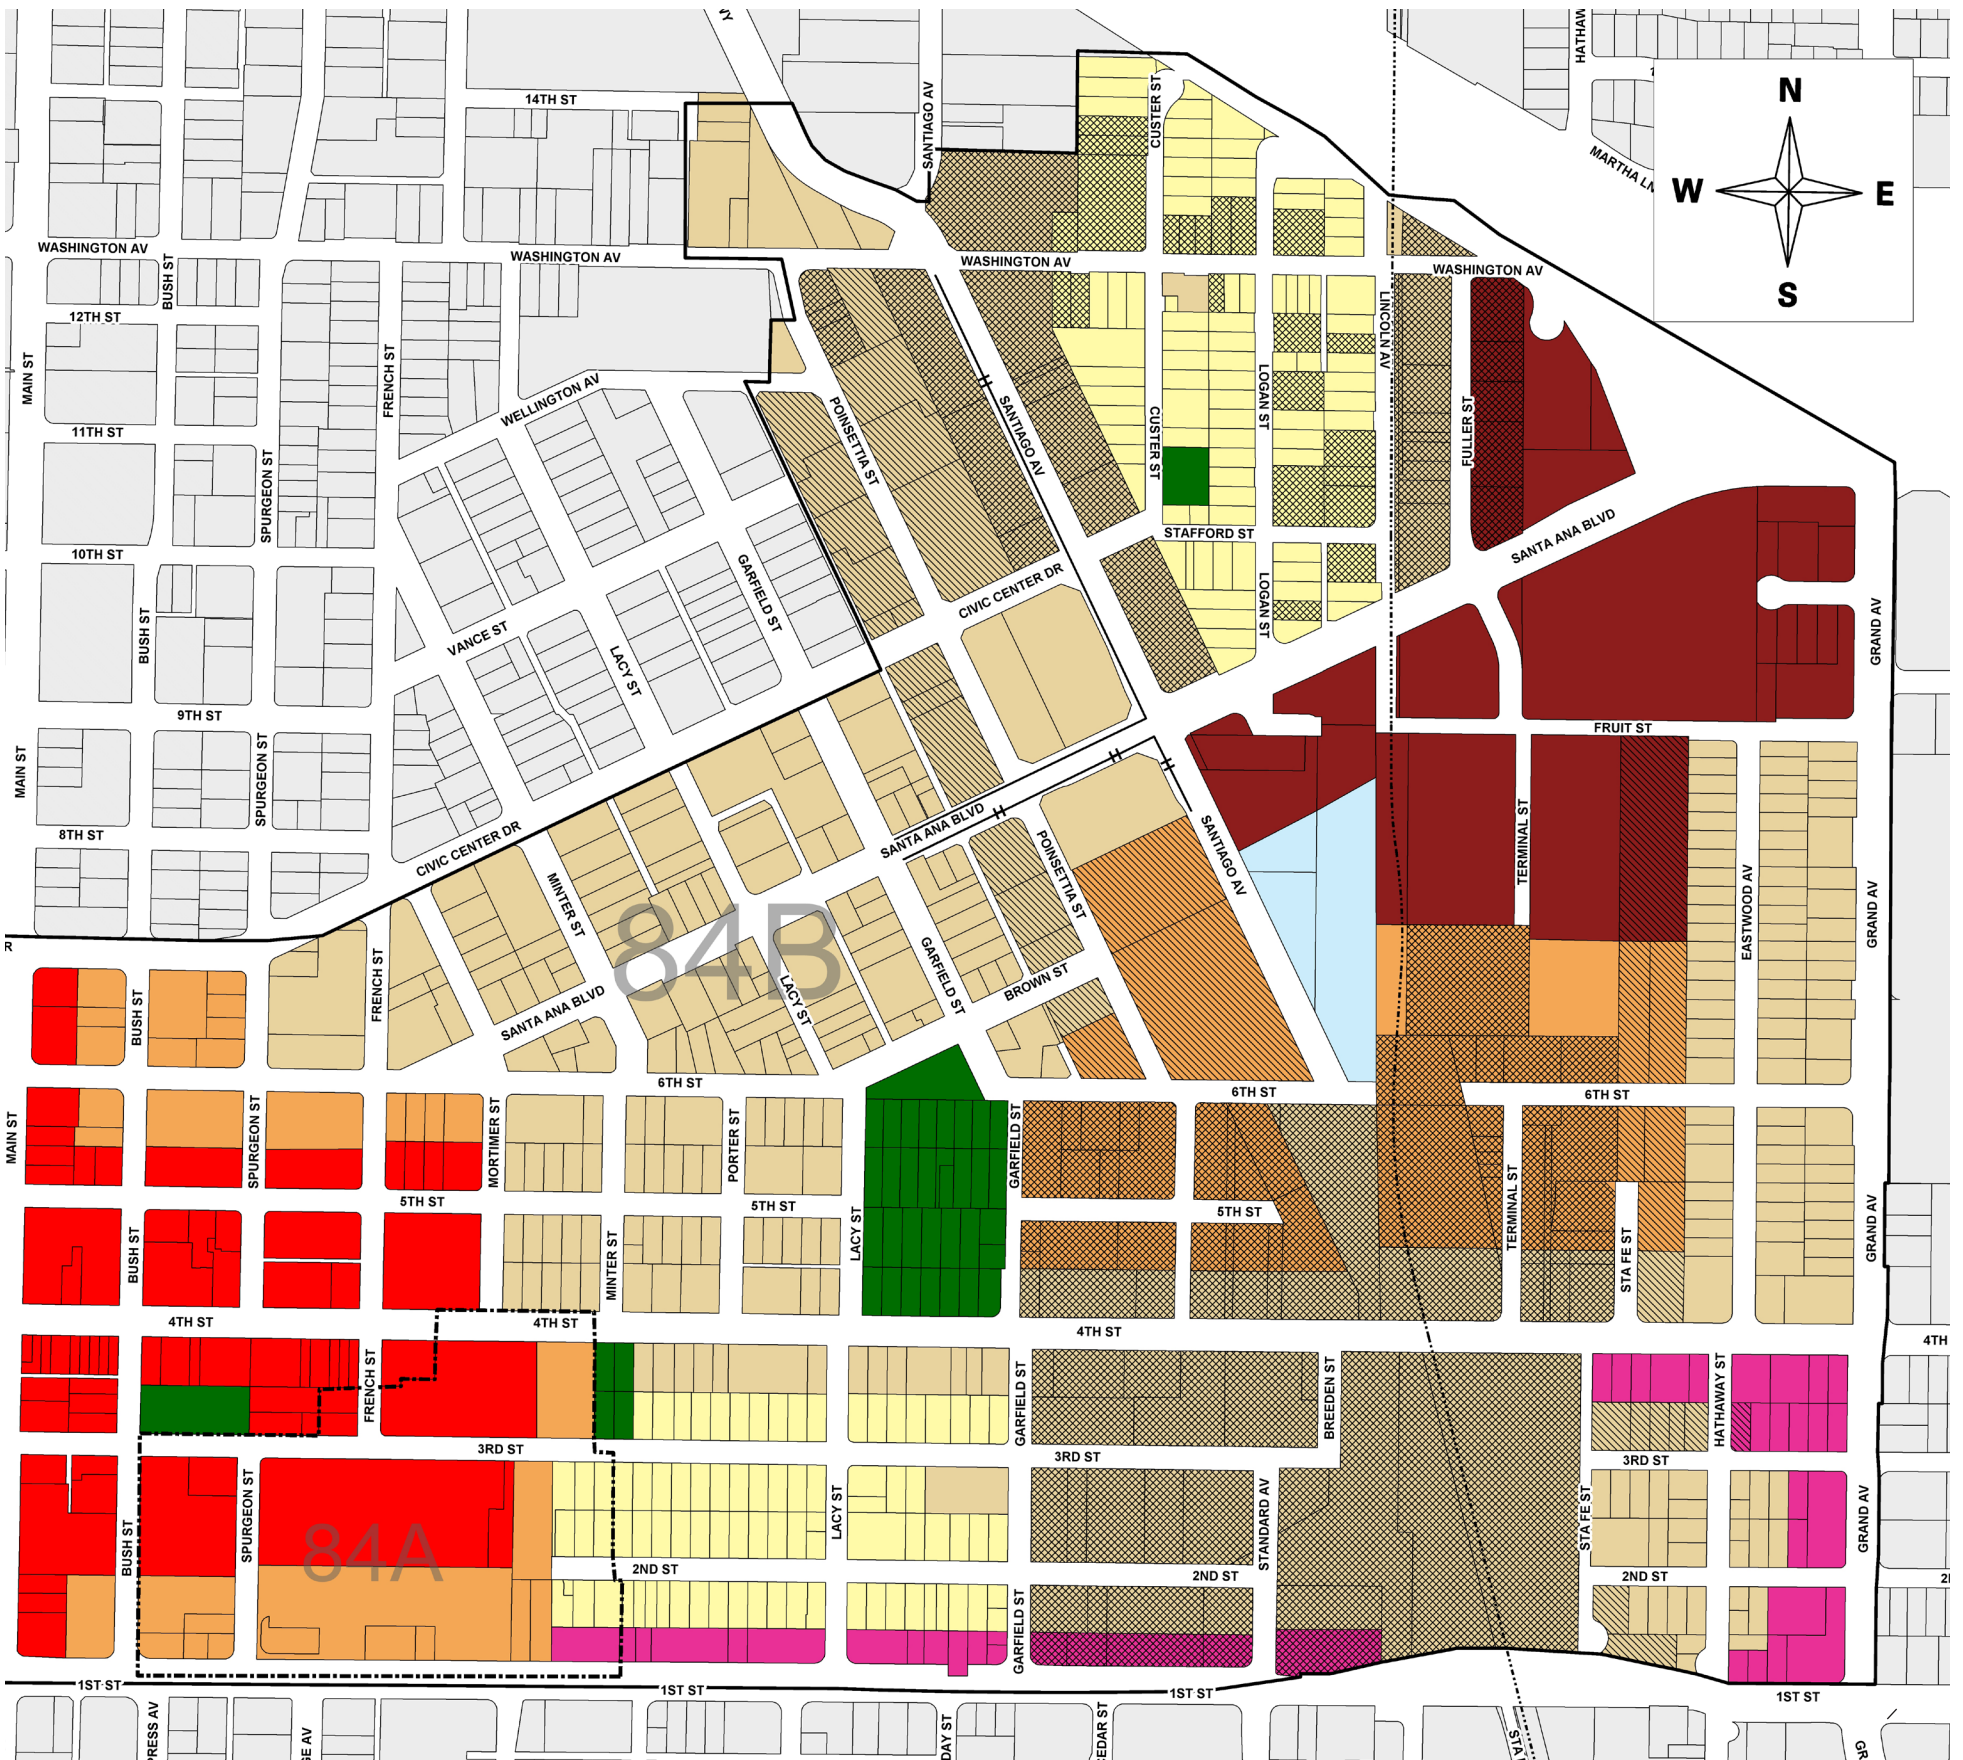 14TH ST
SANTIAGO AV
CUSTER ST
N
W
E
S
MARTHA LN
WASHINGTON AV
WASHINGTON AV
WASHINGTON AV
WASHINGTON AV
BUSH ST
12TH ST
MAIN ST
FRENCH ST
WELLINGTON AV
POINSETTIA ST
SANTIAGO AV
CUSTER ST
LOGAN ST
LINCOLN AV
FULLER ST
11TH ST
SPURGEON ST
10TH ST
STAFFORD ST
SANTA ANA BLVD
GARFIELD ST
CIVIC CENTER DR
LOGAN ST
BUSH ST
VANCE ST
LACY ST
GRAND AV
9TH ST
FRUIT ST
MAIN ST
SPURGEON ST
8TH ST
CIVIC CENTER DR
SANTA ANA BLVD
POINSETTIA ST
SANTIAGO AV
TERMINAL ST
EASTWOOD AV
GRAND AV
MINTER ST
84B
R
FRENCH ST
BUSH ST
SANTA ANA BLVD
LACY ST
GARFIELD ST
BROWN ST
6TH ST
6TH ST
6TH ST
MAIN ST
SPURGEON ST
MORTIMER ST
PORTER ST
GARFIELD ST
5TH ST
5TH ST
5TH ST
TERMINAL ST
BUSH ST
MINTER ST
LACY ST
STA FE ST
GRAND AV
4TH ST
4TH ST
4TH ST
4TH
FRENCH ST
GARFIELD ST
BREEDEN ST
HATHAWAY ST
3RD ST
3RD ST
3RD ST
BUSH ST
SPURGEON ST
84A
LACY ST
STANDARD AV
STA FE ST
GRAND AV
2ND ST
2ND ST
2ND ST
GARFIELD ST
1ST ST
1ST ST
1ST ST
1ST ST